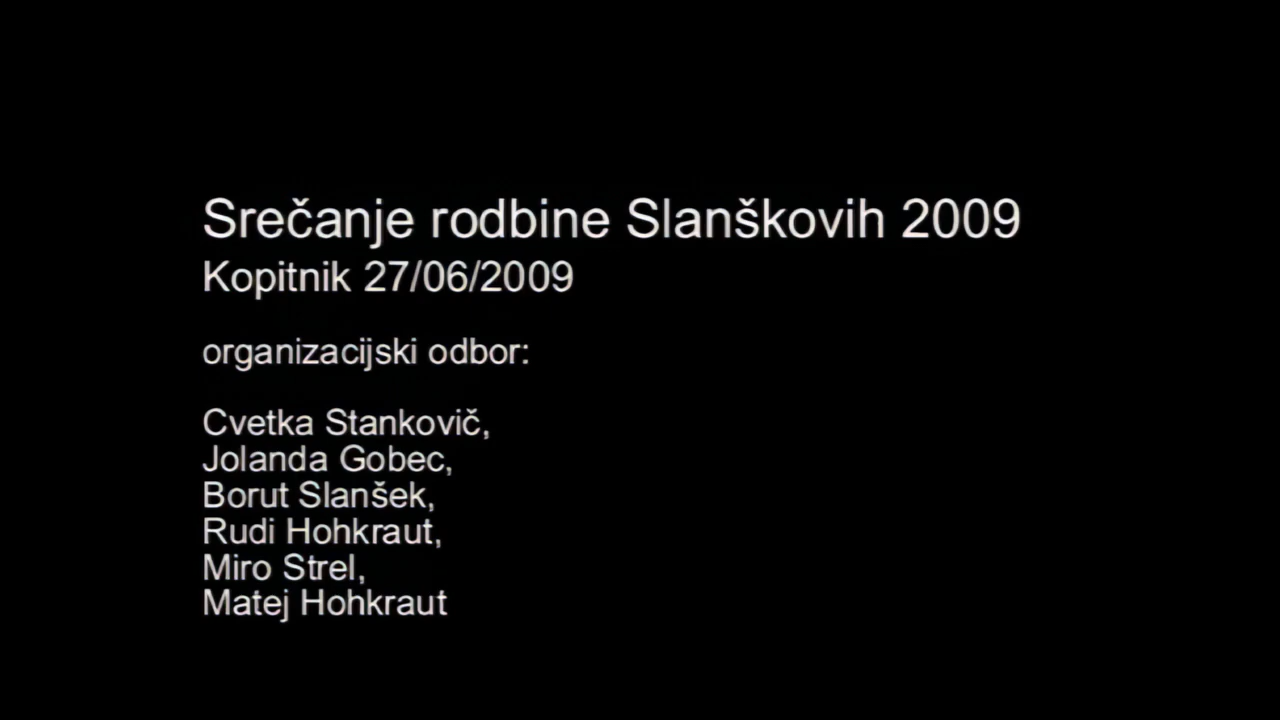 Srečanje rodbine Slanškovih 2009
Kopitnik 27/06/2009
organizacijski odbor:
Cvetka Stankovič,
Jolanda Gobec,
Borut Slanšek,
Rudi Hohkraut,
Miro Strel,
Matej Hohkraut